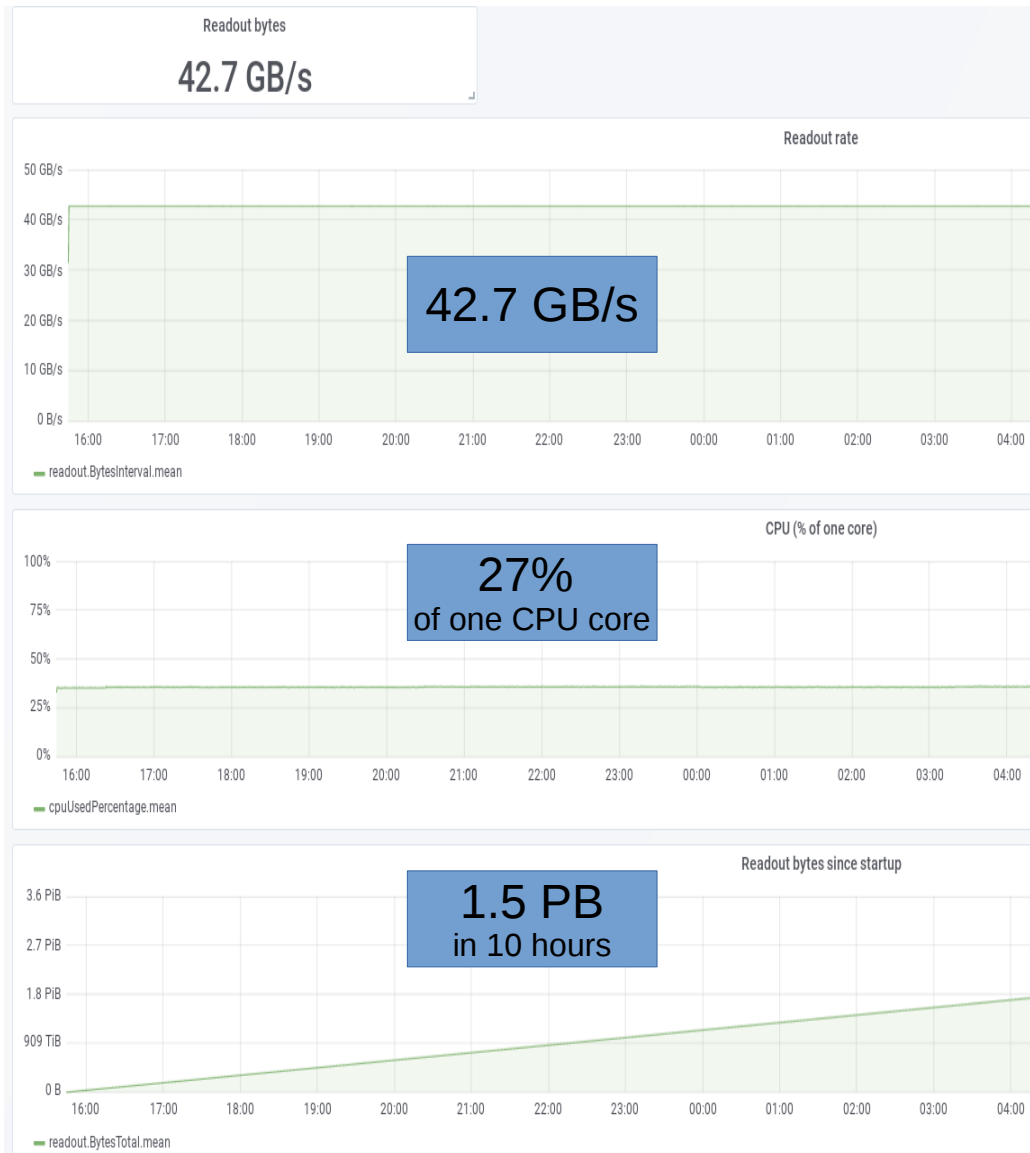 Readout bytes
42.7 GB/s
Readout rate
50 GB/s
40 GB/s
30 GB/s
20 GB/s
10 GB/s
0 B/s
42.7 GB/s
16:00 17:00 18:00 19:00 20:00 21:00 22:00 23:00 00:00 01:00 02:00 03:00 04:00
readout.BytesInterval.mean
CPU (% of one core)
100%
75%
50%
25%
0%
27%
of one CPU core
16:00 17:00 18:00 19:00 20:00 21:00 22:00 23:00 00:00 01:00 02:00 03:00 04:00
cpuUsedPercentage.mean
Readout bytes since startup
3.6 PiB
2.7 PiB
1.8 PiB
909 TiB
0 B
1.5 PB
in 10 hours
16:00 17:00 18:00 19:00 20:00 21:00 22:00 23:00 00:00 01:00 02:00 03:00 04:00
readout.BytesTotal.mean